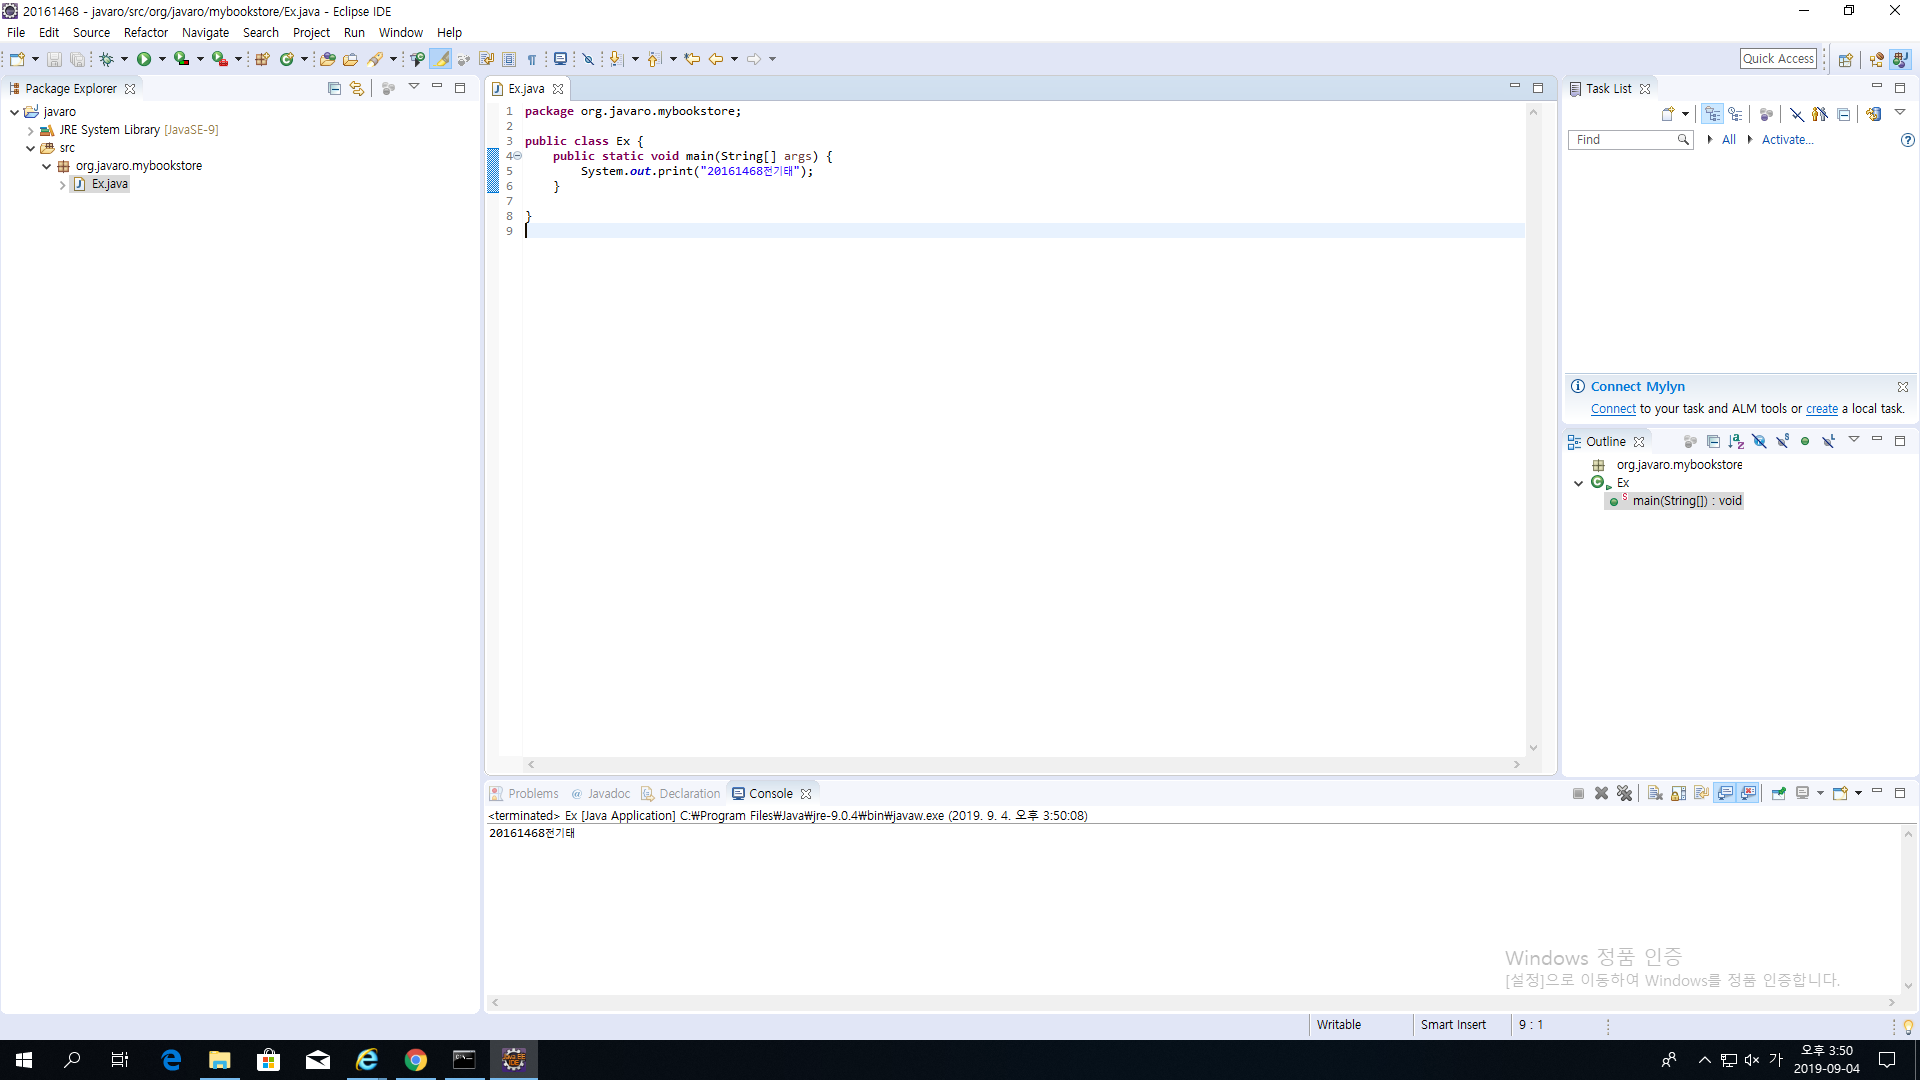 20161468 - javaro/src/org/javaro/mybookstore/Ex.java - Eclipse IDE
File Edit Source Refactor Navigate Search Project Run Window Help
Quick Access
Package Explorer
javaro
JRE System Library [JavaSE-9]
src
org.javaro.mybookstore
Ex.java
Ex.java
1 package org.javaro.mybookstore;
2
3 public class Ex {
4 public static void main(String[] args) {
5 System.out.print("20161468전기태");
6 }
7
8 }
9
Task List
Find
All
Activate...
Connect Mylyn
Connect to your task and ALM tools or create a local task.
Outline
org.javaro.mybookstore
Ex
main(String[]) : void
Problems @ Javadoc Declaration Console
<terminated> Ex [Java Application] C:₩Program Files₩Java₩jre-9.0.4₩bin₩javaw.exe (2019. 9. 4. 오후 3:50:08)
20161468전기태
Windows 정품 인증
[설정]으로 이동하여 Windows를 정품 인증합니다.
Writable
Smart Insert
9 : 1
가
오후 3:50
2019-09-04